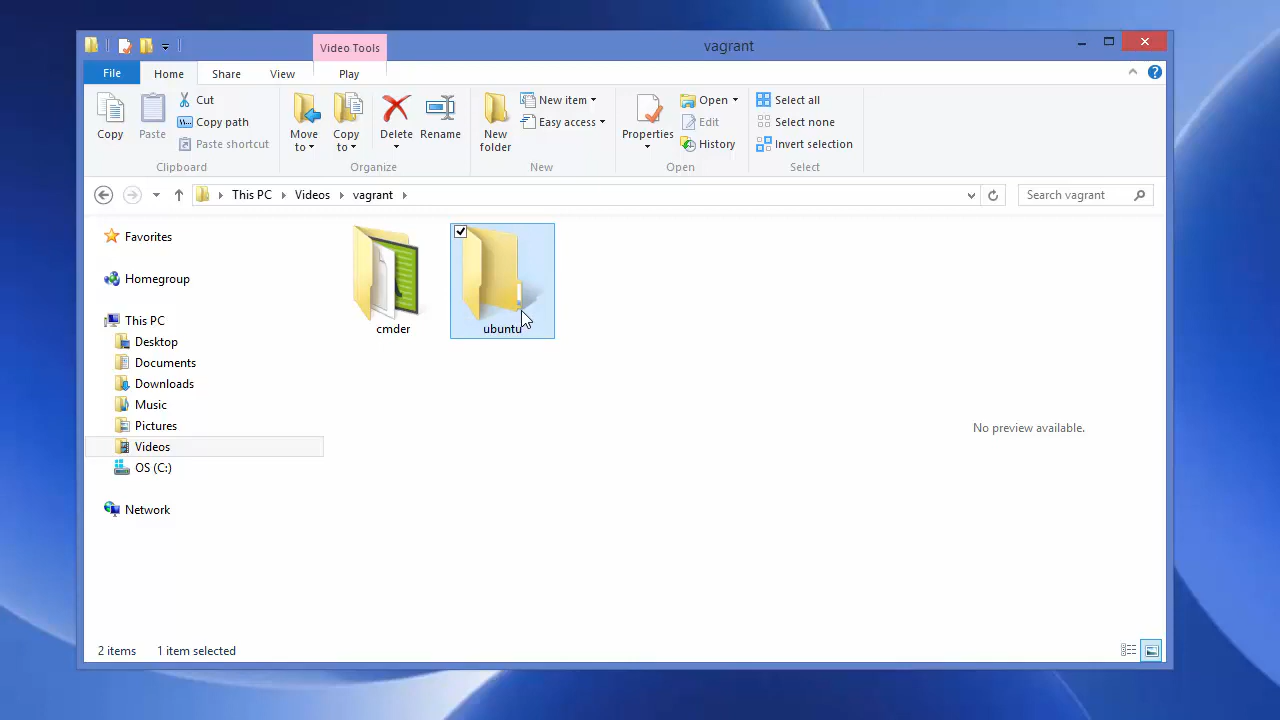 Video Tools
vagrant
File
Home
Share
View
Play
Copy
Paste
Cut
Copy path
Paste shortcut
Clipboard
Move to
Copy to
Delete
Rename
Organize
New folder
New item
Easy access
New
Properties
Open
Edit
History
Open
Select all
Select none
Invert selection
Select
This PC
Videos
vagrant
Search vagrant
Favorites
Homegroup
This PC
Desktop
Documents
Downloads
Music
Pictures
Videos
OS (C:)
Network
cmder
ubuntu
No preview available.
2 items
1 item selected